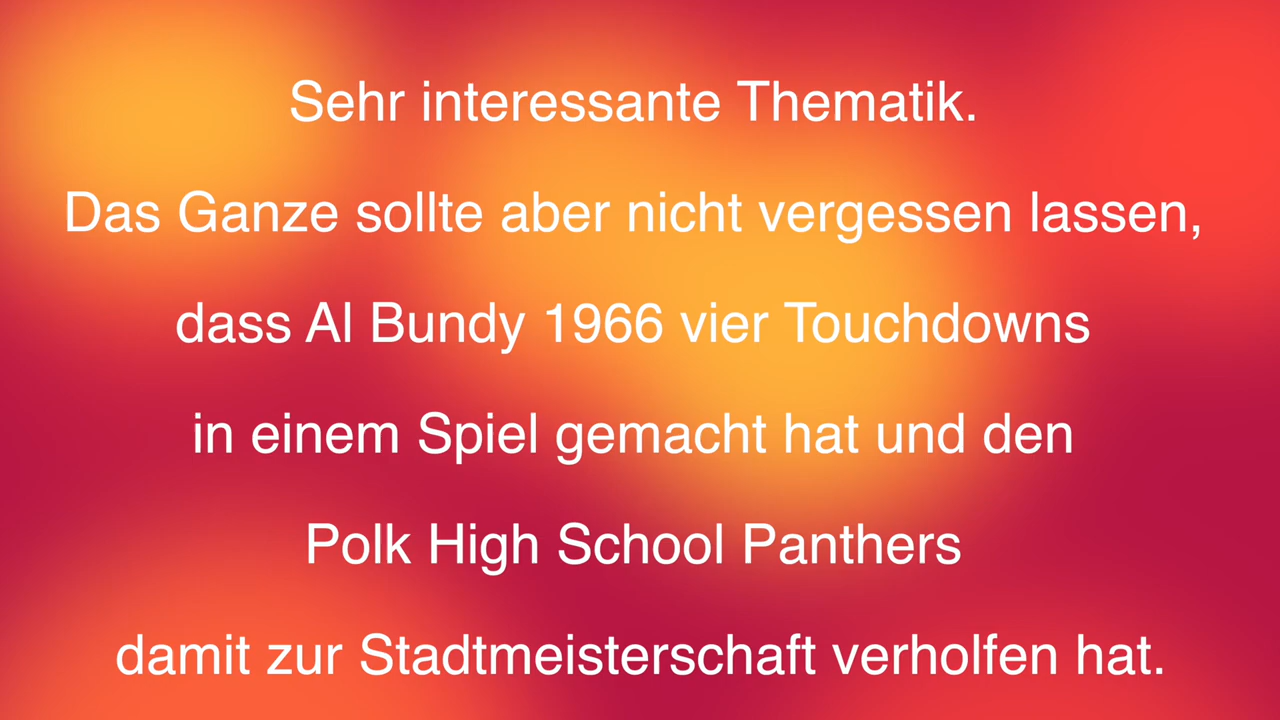 Sehr interessante Thematik.
Das Ganze sollte aber nicht vergessen lassen,
dass Al Bundy 1966 vier Touchdowns
in einem Spiel gemacht hat und den
Polk High School Panthers
damit zur Stadtmeisterschaft verholfen hat.